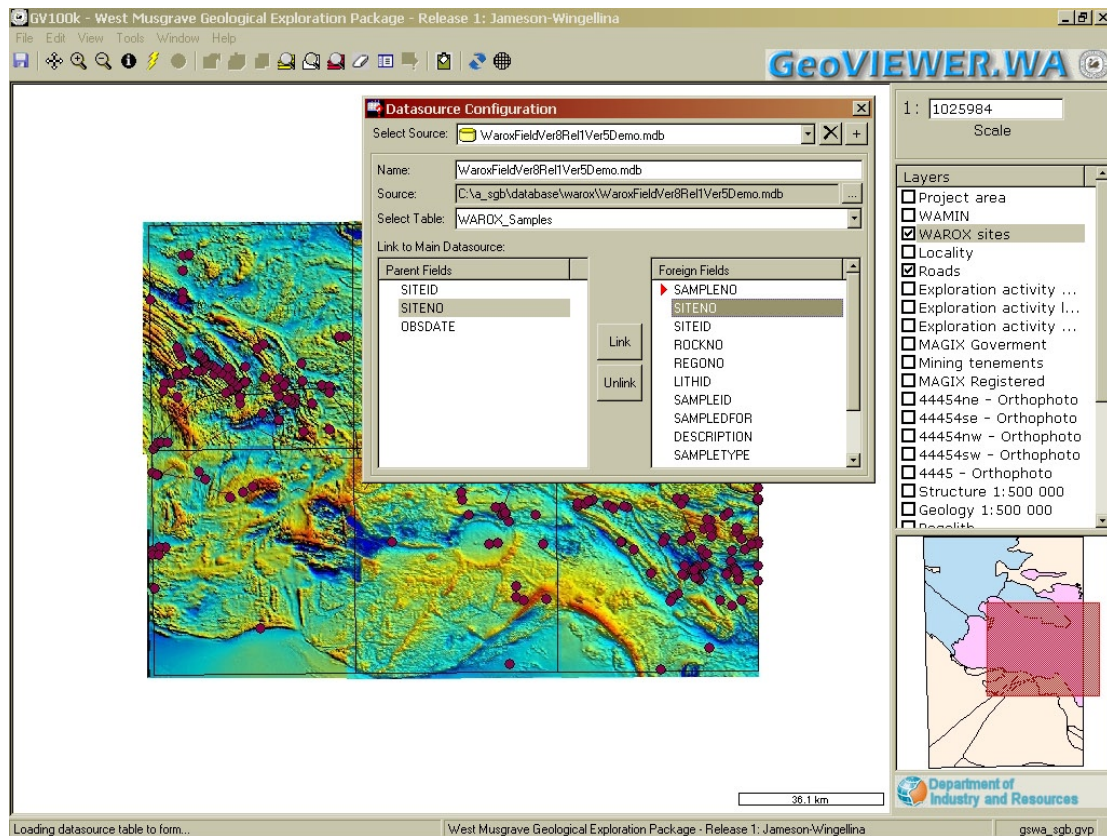 GV100k - West Musgrave Geological Exploration Package - Release 1: Jameson-Wingellina
File Edit View Tools Window Help
GeoVIEWER.WA
Datasource Configuration
Select Source: WaroxFieldVer8Rel1Ver5Demo.mdb
Name: WaroxFieldVer8Rel1Ver5Demo.mdb
Source: C:\a_sgb\database\warox\WaroxFieldVer8Rel1Ver5Demo.mdb ...
Select Table: WAROX_Samples
Link to Main Datasource:
Parent Fields
SITEID
SITENO
OBSDATE
Link
Unlink
Foreign Fields
SAMPLENO
SITENO
SITEID
ROCKNO
REGONO
LITHID
SAMPLEID
SAMPLEDFOR
DESCRIPTION
SAMPLETYPE
1: 1025984
Scale
Layers
Project area
WAMIN
WAROX sites
Locality
Roads
Exploration activity ...
Exploration activity l...
Exploration activity ...
MAGIX Goverment
Mining tenements
MAGIX Registered
44454ne - Orthophoto
44454se - Orthophoto
44454nw - Orthophoto
44454sw - Orthophoto
4445 - Orthophoto
Structure 1:500 000
Geology 1:500 000
Regolith
36.1 km
Department of
Industry and Resources
Loading datasource table to form...
West Musgrave Geological Exploration Package - Release 1: Jameson-Wingellina
gswa_sgb.gvp